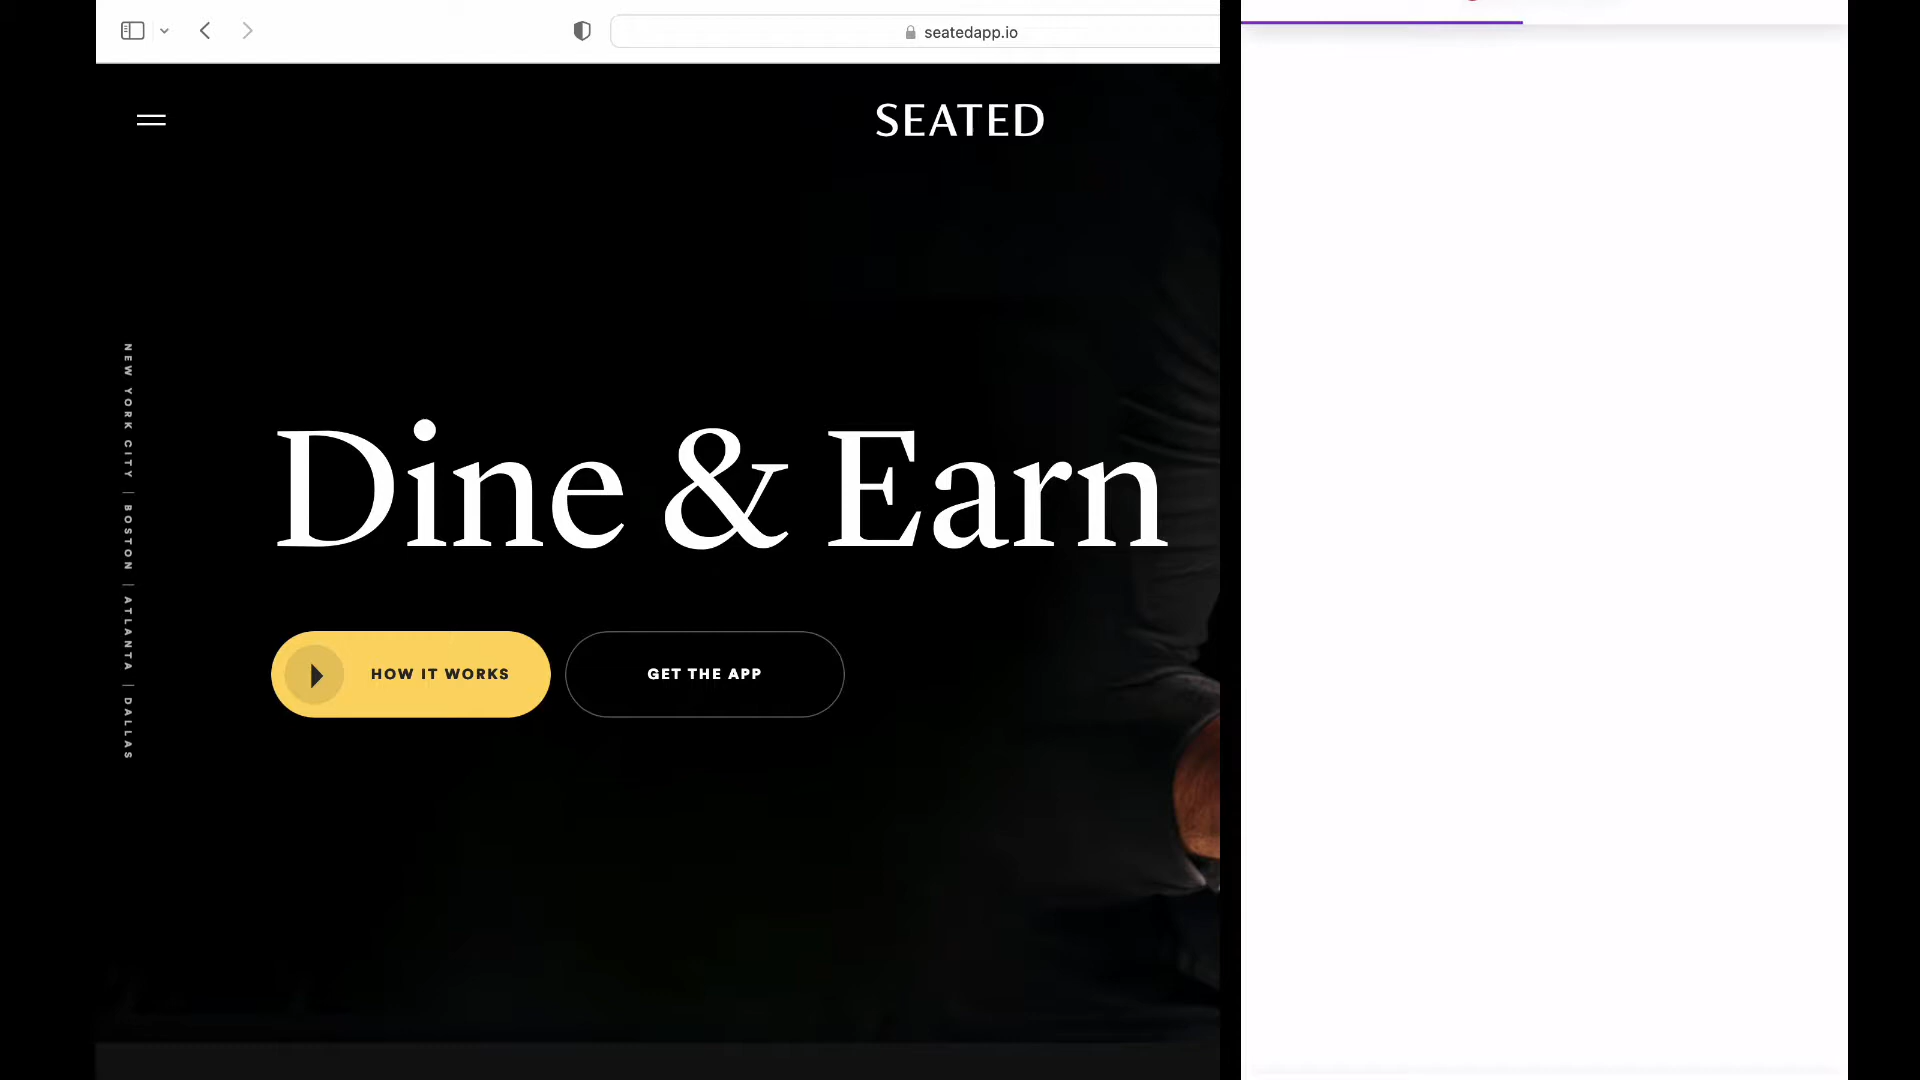 seatedapp.io
SEATED
NEW YORK CITY | BOSTON | ATLANTA | DALLAS
Dine & Earn
HOW IT WORKS
GET THE APP